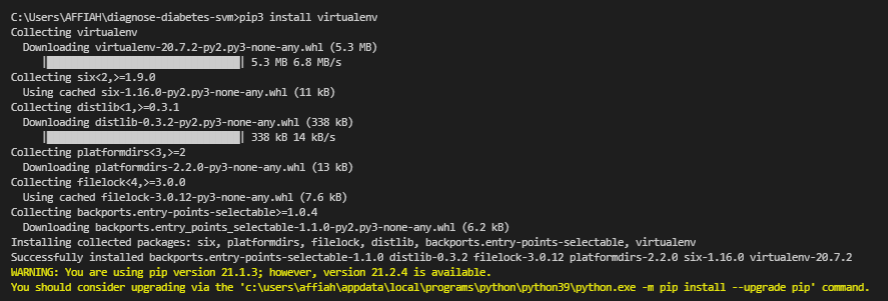 C:\Users\AFFIAH\diagnose-diabetes-svm>pip3 install virtualenv
Collecting virtualenv
  Downloading virtualenv-20.7.2-py2.py3-none-any.whl (5.3 MB)
     |████████████████████████████████| 5.3 MB 6.8 MB/s
Collecting six<2,>=1.9.0
  Using cached six-1.16.0-py2.py3-none-any.whl (11 kB)
Collecting distlib<1,>=0.3.1
  Downloading distlib-0.3.2-py2.py3-none-any.whl (338 kB)
     |████████████████████████████████| 338 kB 14 kB/s
Collecting platformdirs<3,>=2
  Downloading platformdirs-2.2.0-py3-none-any.whl (13 kB)
Collecting filelock<4,>=3.0.0
  Using cached filelock-3.0.12-py3-none-any.whl (7.6 kB)
Collecting backports.entry-points-selectable>=1.0.4
  Downloading backports.entry_points_selectable-1.1.0-py2.py3-none-any.whl (6.2 kB)
Installing collected packages: six, platformdirs, filelock, distlib, backports.entry-points-selectable, virtualenv
Successfully installed backports.entry-points-selectable-1.1.0 distlib-0.3.2 filelock-3.0.12 platformdirs-2.2.0 six-1.16.0 virtualenv-20.7.2
WARNING: You are using pip version 21.1.3; however, version 21.2.4 is available.
You should consider upgrading via the 'c:\users\affiah\appdata\local\programs\python\python39\python.exe -m pip install --upgrade pip' command.